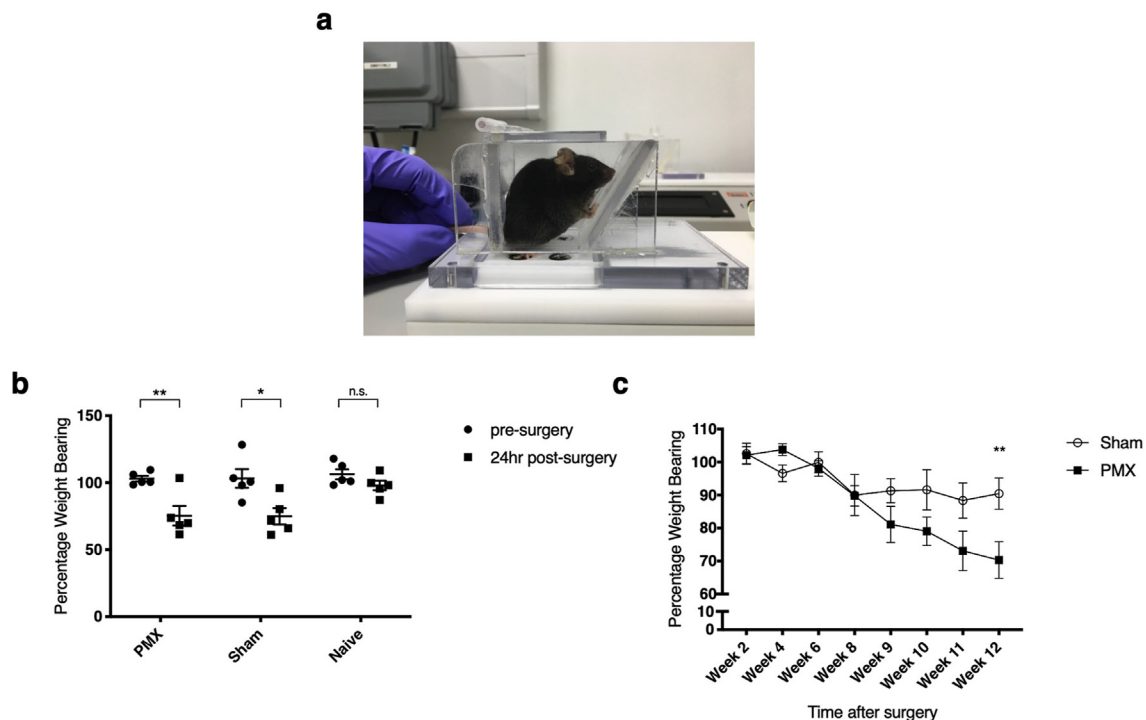 a
b
Percentage Weight Bearing
150
100
50
0
** * n.s.
PMX Sham Naive
pre-surgery
24hr post-surgery
c
Percentage Weight Bearing
110
100
90
80
70
60
10
0
**
Week 2 Week 4 Week 6 Week 8 Week 9 Week 10 Week 11 Week 12
Time after surgery
Sham
PMX